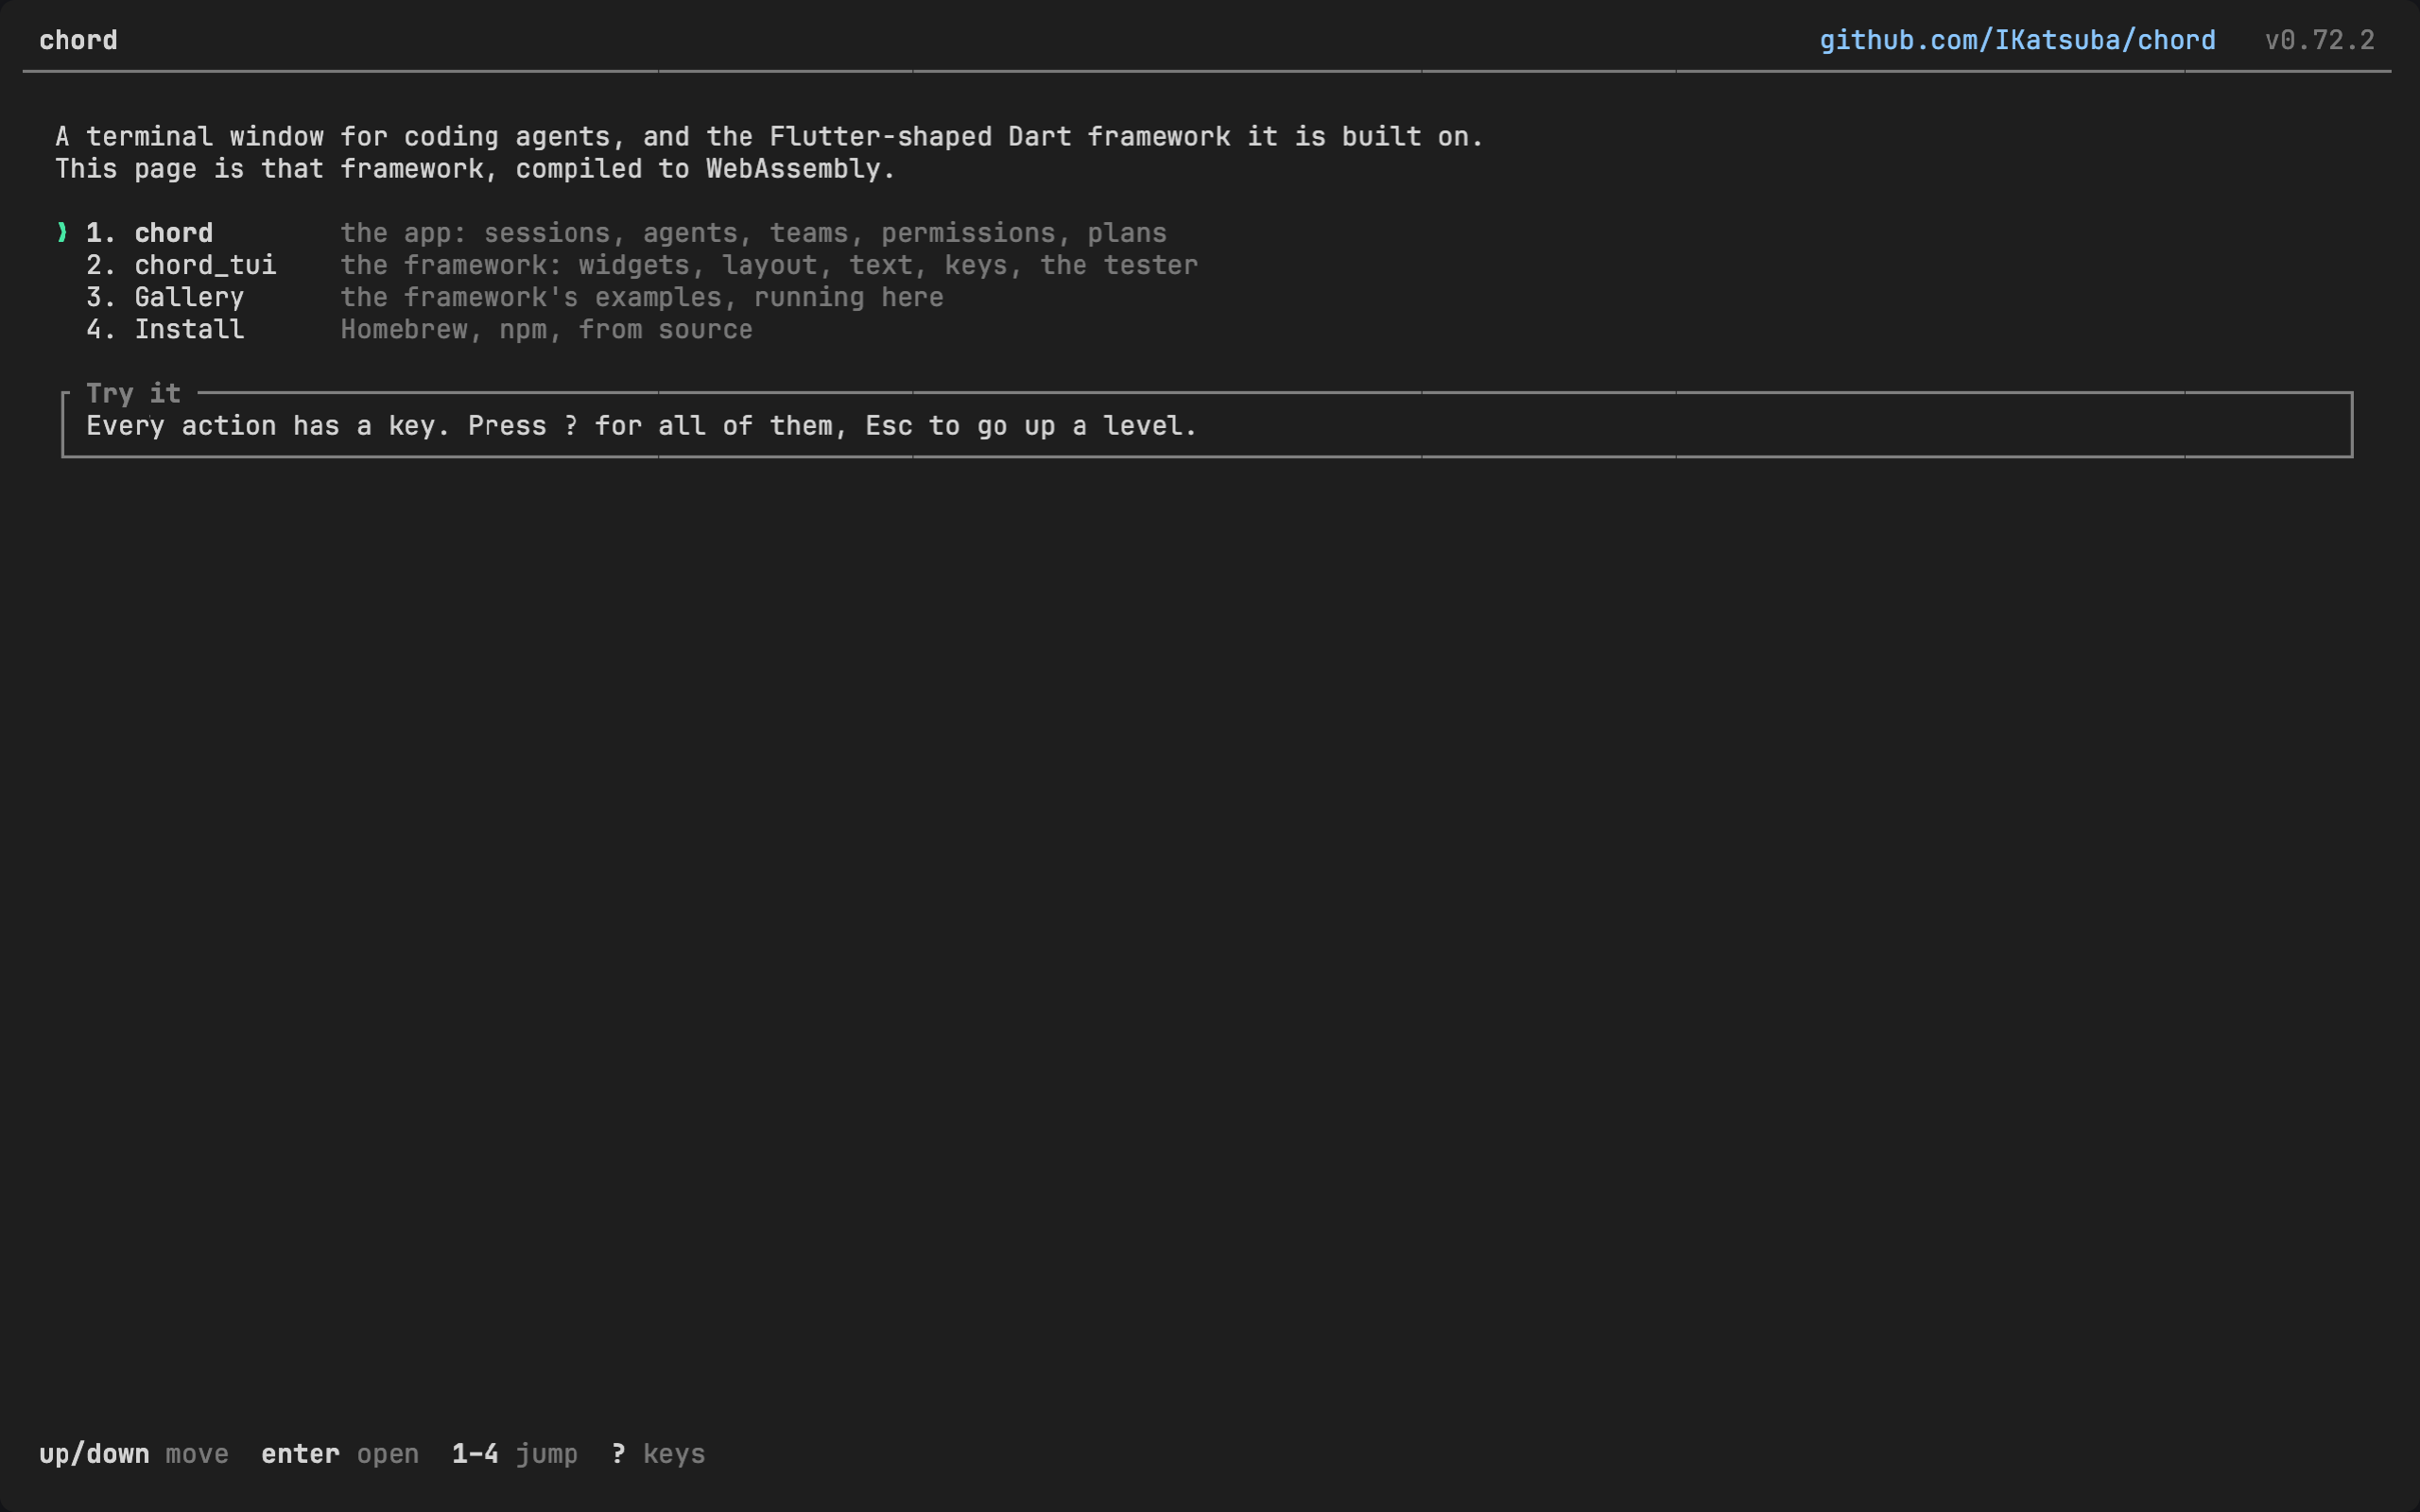 chord github.com/IKatsuba/chord v0.72.2
A terminal window for coding agents, and the Flutter-shaped Dart framework it is built on.
This page is that framework, compiled to WebAssembly.
❯ 1. chord the app: sessions, agents, teams, permissions, plans
2. chord_tui the framework: widgets, layout, text, keys, the tester
3. Gallery the framework's examples, running here
4. Install Homebrew, npm, from source
Try it
Every action has a key. Press ? for all of them, Esc to go up a level.
up/down move enter open 1-4 jump ? keys